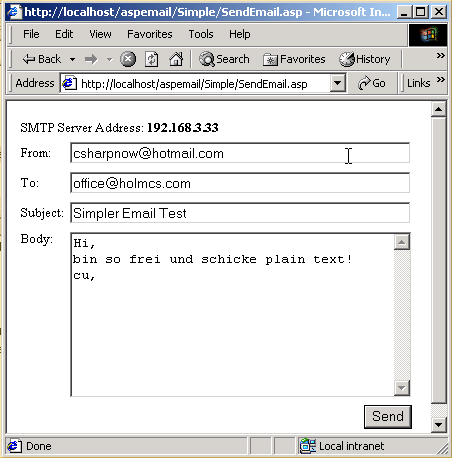 http://localhost/aspemail/Simple/SendEmail.asp - Microsoft In...
File Edit View Favorites Tools »
Back » Search Favorites History
Address http://localhost/aspemail/Simple/SendEmail.asp Go Links »
SMTP Server Address: 192.168.3.33
From: csharpnow@hotmail.com
To: office@holmcs.com
Subject: Simpler Email Test
Body: Hi,
bin so frei und schicke plain text!
cu,
Send
Done Local intranet